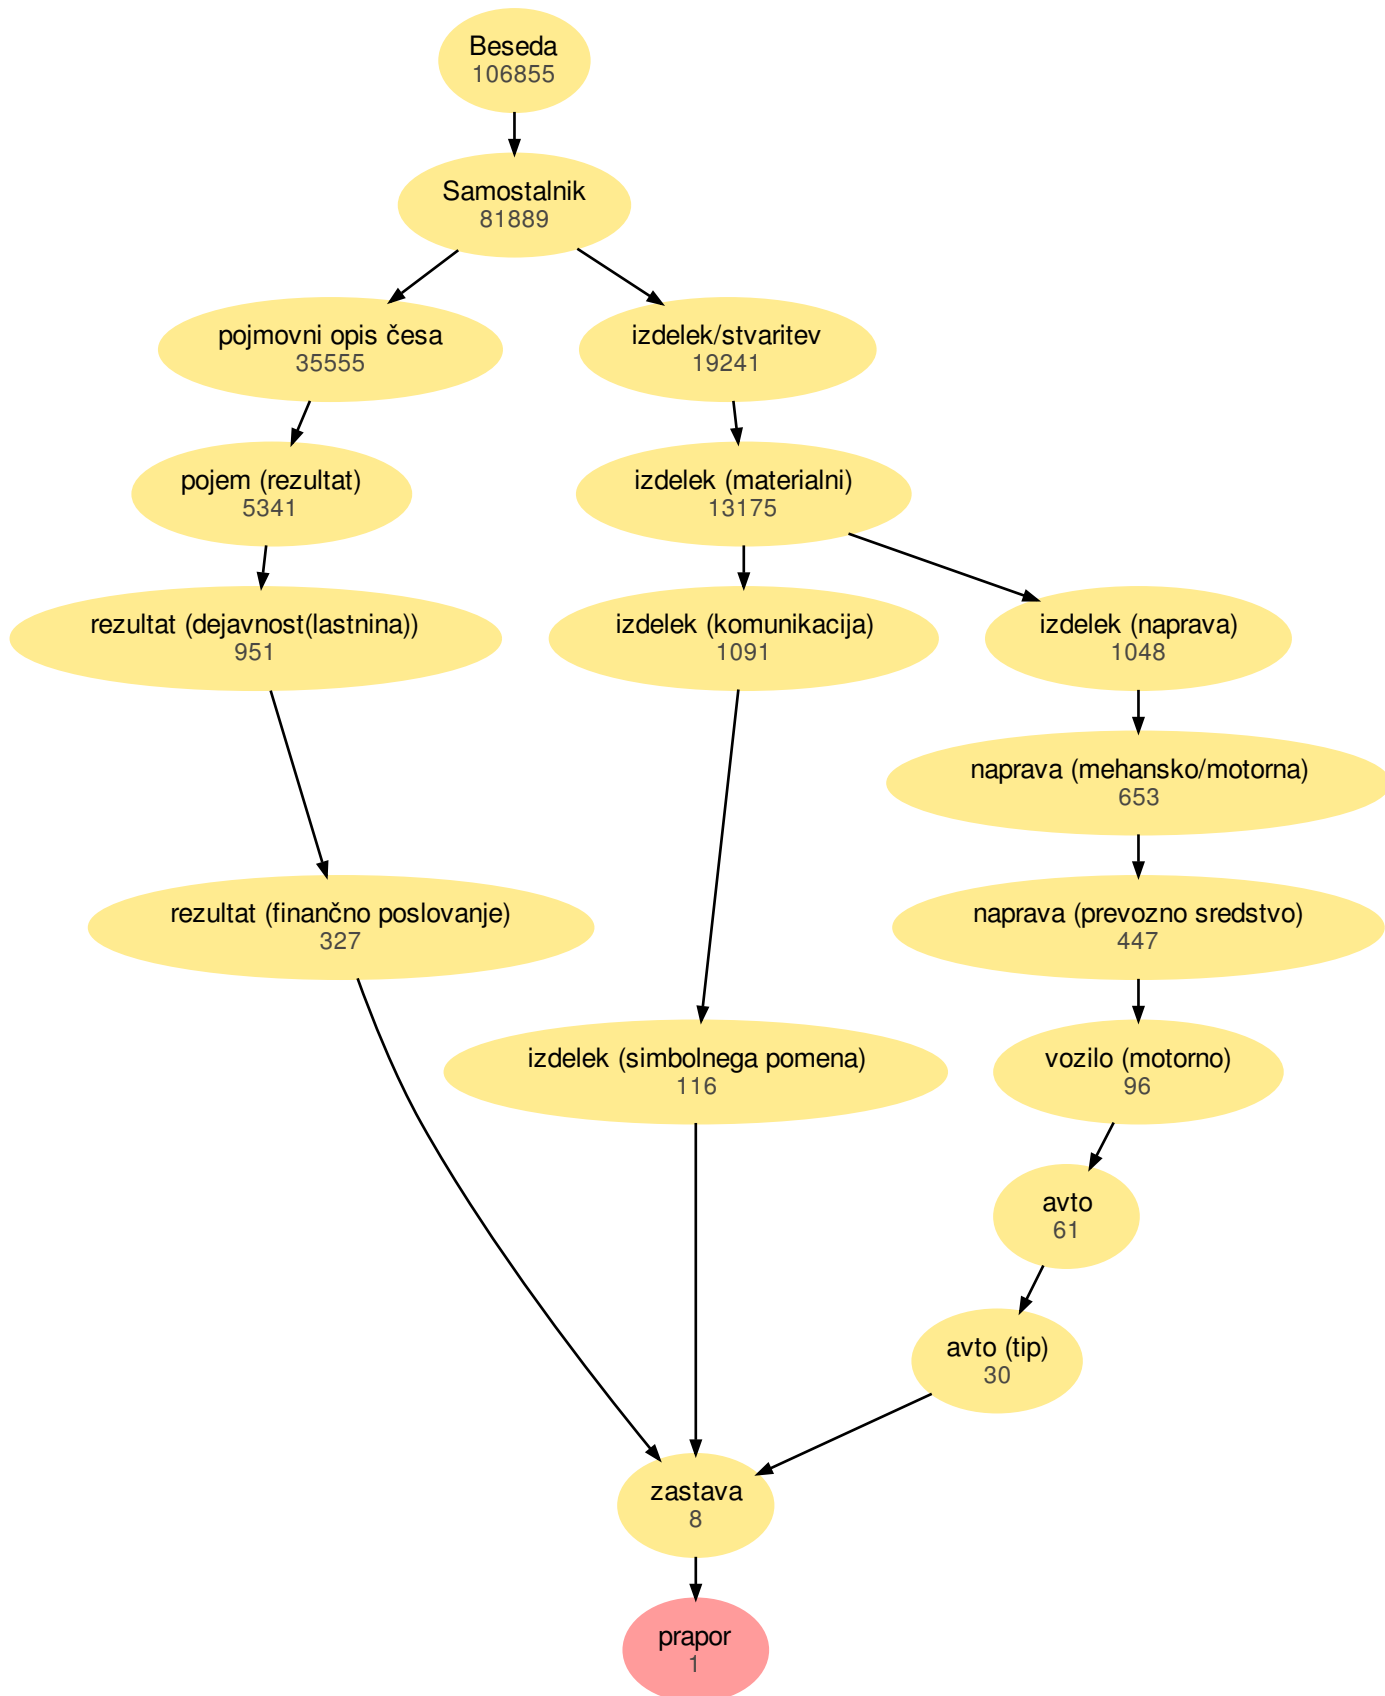 Beseda
106855
Samostalnik
81889
pojmovni opis česa
35555
izdelek/stvaritev
19241
pojem (rezultat)
5341
izdelek (materialni)
13175
rezultat (dejavnost(lastnina))
951
izdelek (komunikacija)
1091
izdelek (naprava)
1048
naprava (mehansko/motorna)
653
rezultat (finančno poslovanje)
327
naprava (prevozno sredstvo)
447
izdelek (simbolnega pomena)
116
vozilo (motorno)
96
avto
61
avto (tip)
30
zastava
8
prapor
1